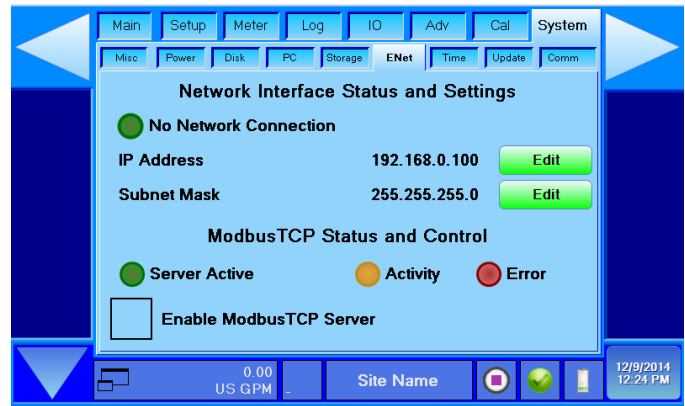 Main Setup Meter Log IO Adv Cal System
Misc Power Disk PC Storage ENet Time Update Comm
Network Interface Status and Settings
No Network Connection
IP Address 192.168.0.100 Edit
Subnet Mask 255.255.255.0 Edit
ModbusTCP Status and Control
Server Active Activity Error
Enable ModbusTCP Server
0.00
US GPM
-
Site Name
12/9/2014
12:24 PM